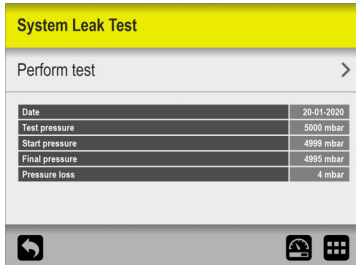 System Leak Test
Perform test
Date 20-01-2020
Test pressure 5000 mbar
Start pressure 4999 mbar
Final pressure 4995 mbar
Pressure loss 4 mbar